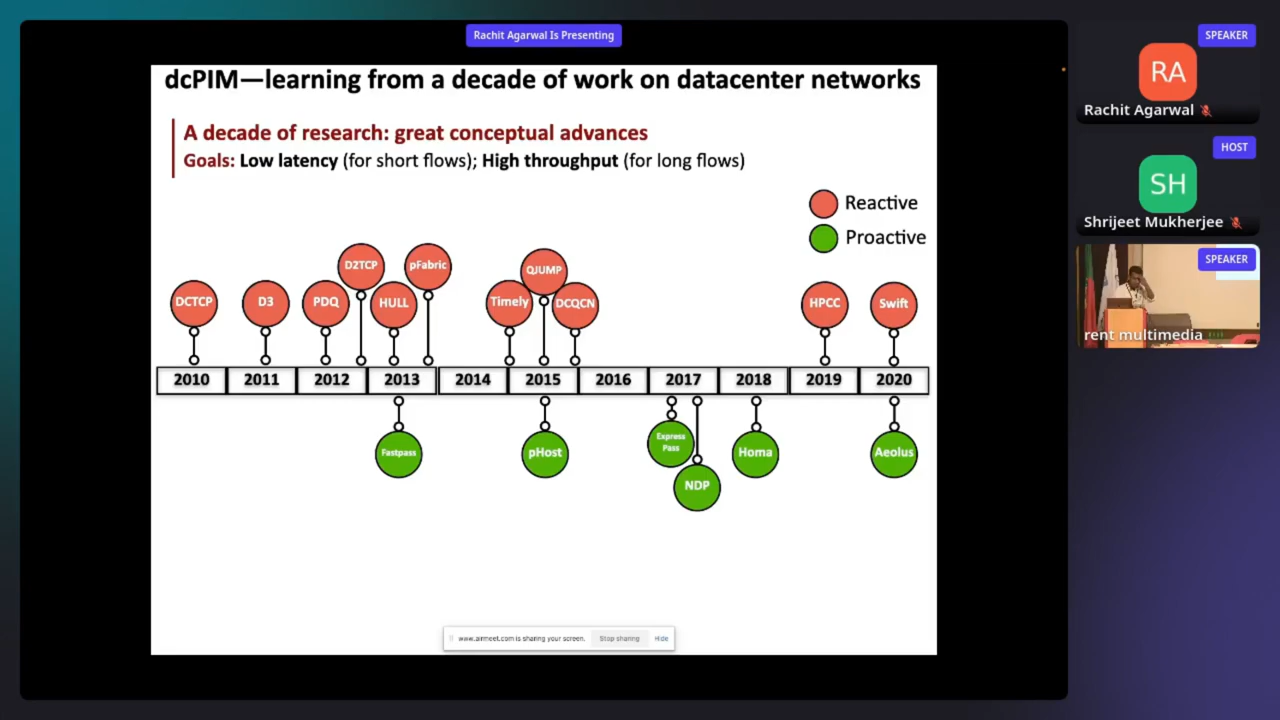 Rachit Agarwal Is Presenting
dcPIM—learning from a decade of work on datacenter networks
A decade of research: great conceptual advances
Goals: Low latency (for short flows); High throughput (for long flows)
Reactive
Proactive
D2TCP
pFabric
QJUMP
DCTCP
D3
PDQ
HULL
Timely
DCQCN
HPCC
Swift
2010 2011 2012 2013 2014 2015 2016 2017 2018 2019 2020
Fastpass
pHost
Express
Pass
Homa
Aeolus
NDP
www.airmeet.com is sharing your screen. Stop sharing Hide
SPEAKER
RA
Rachit Agarwal
HOST
SH
Shrijeet Mukherjee
SPEAKER
rent multimedia